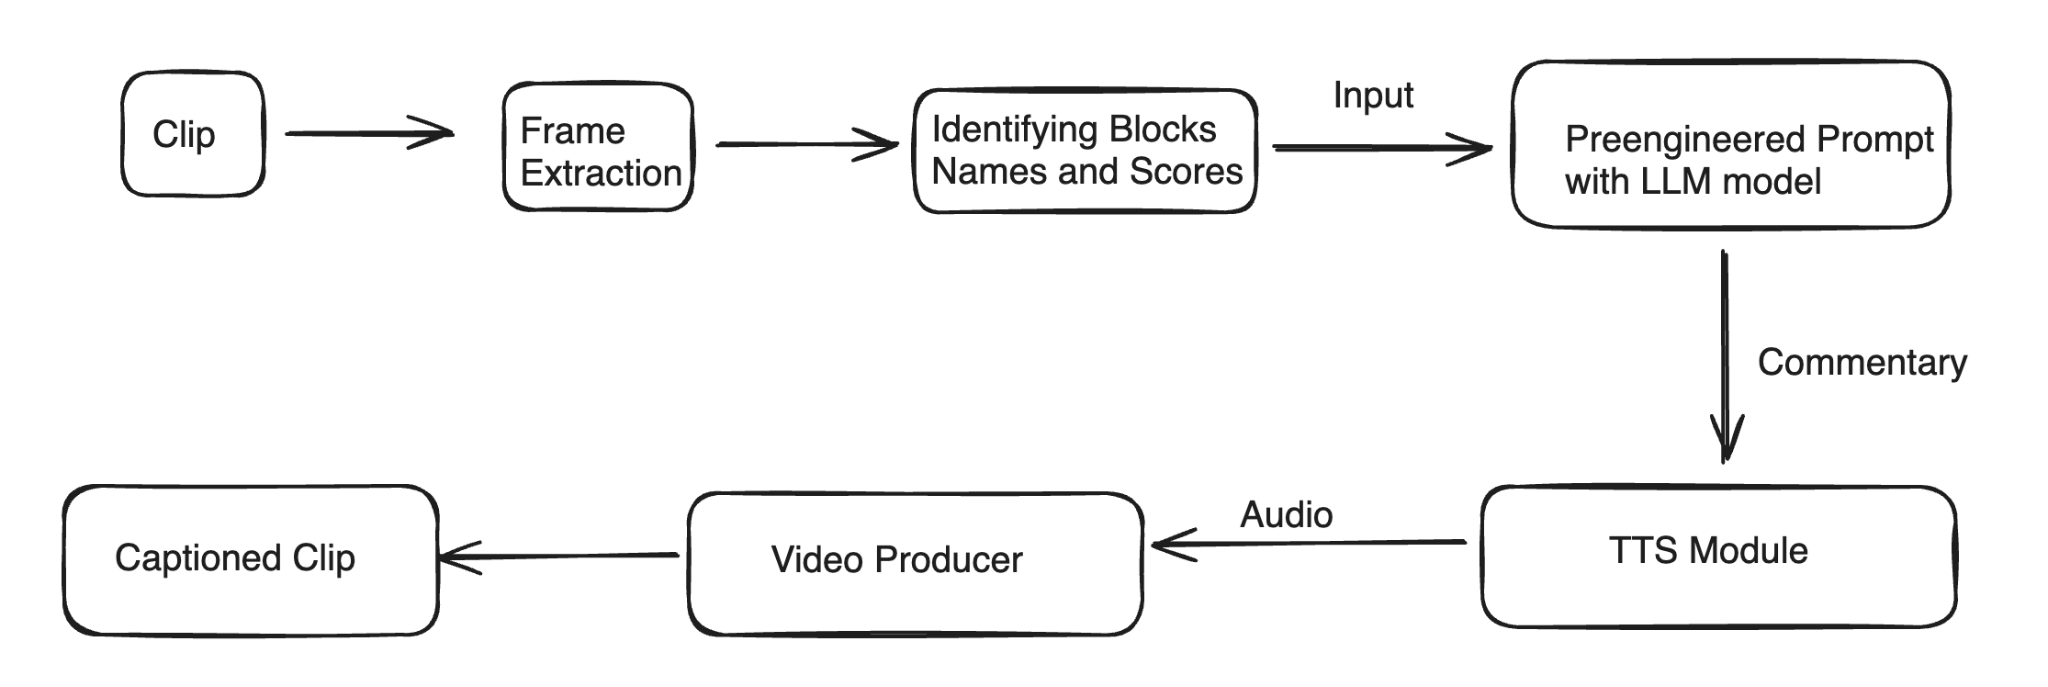 Clip
Frame
Extraction
Identifying Blocks
Names and Scores
Input
Preengineered Prompt
with LLM model
Commentary
TTS Module
Audio
Video Producer
Captioned Clip